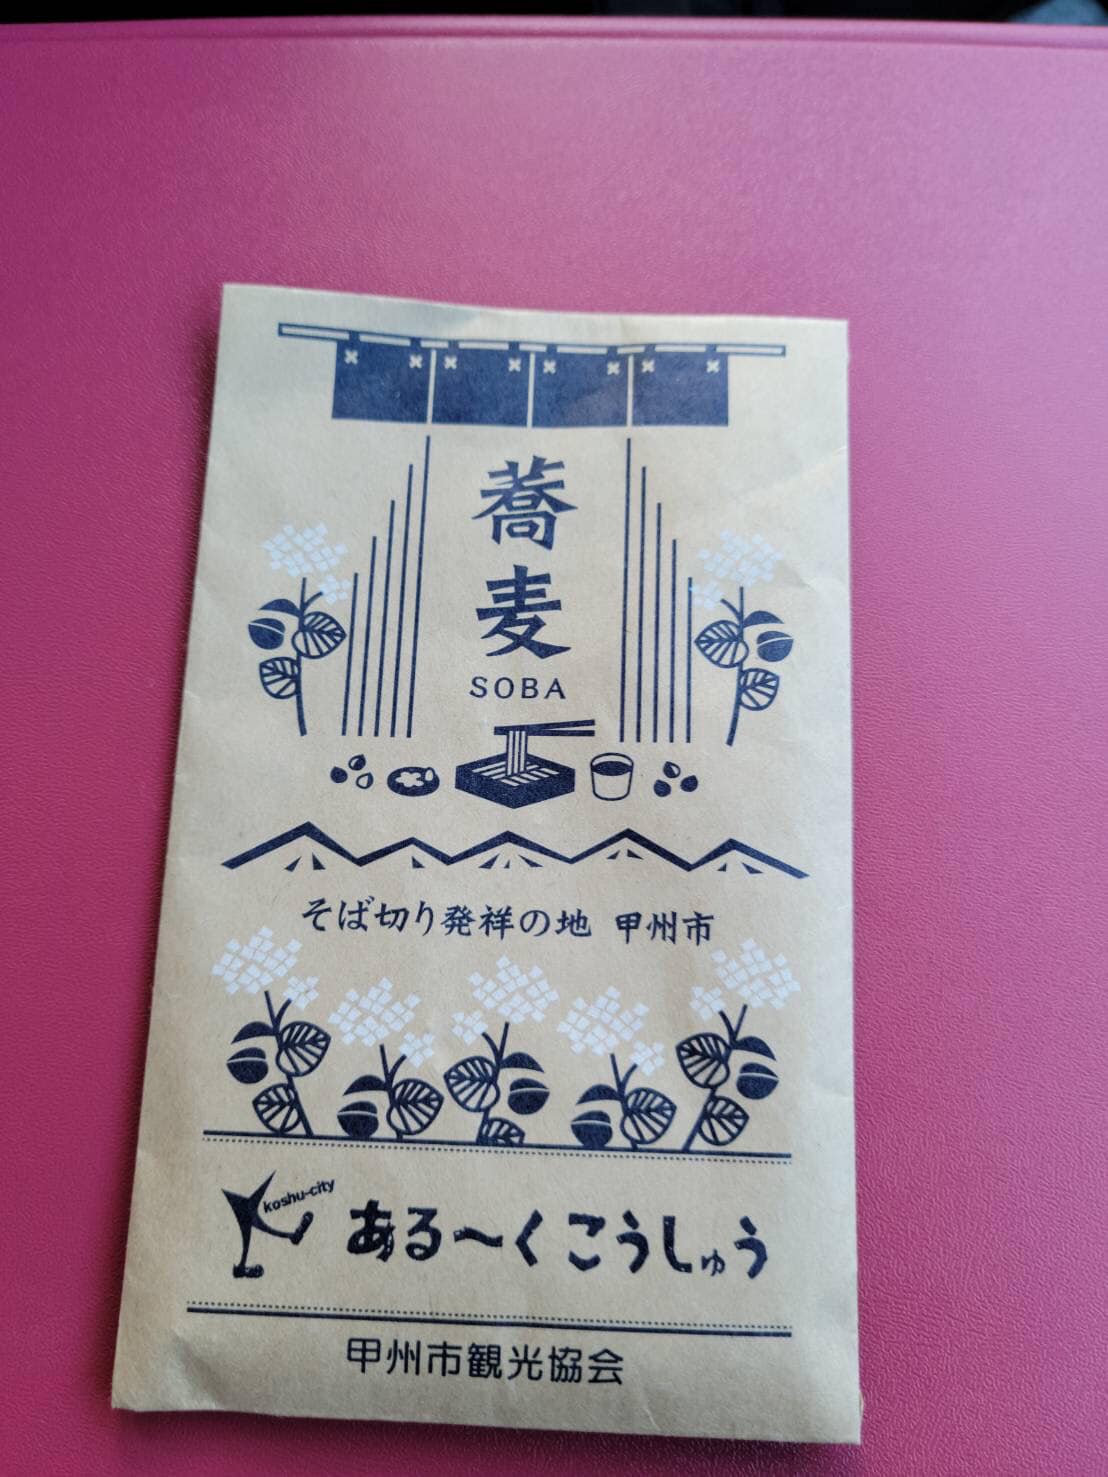 蕎麦
SOBA
そば切り発祥の地 甲州市
koshu-city
ある〜くこうしゅう
甲州市観光協会